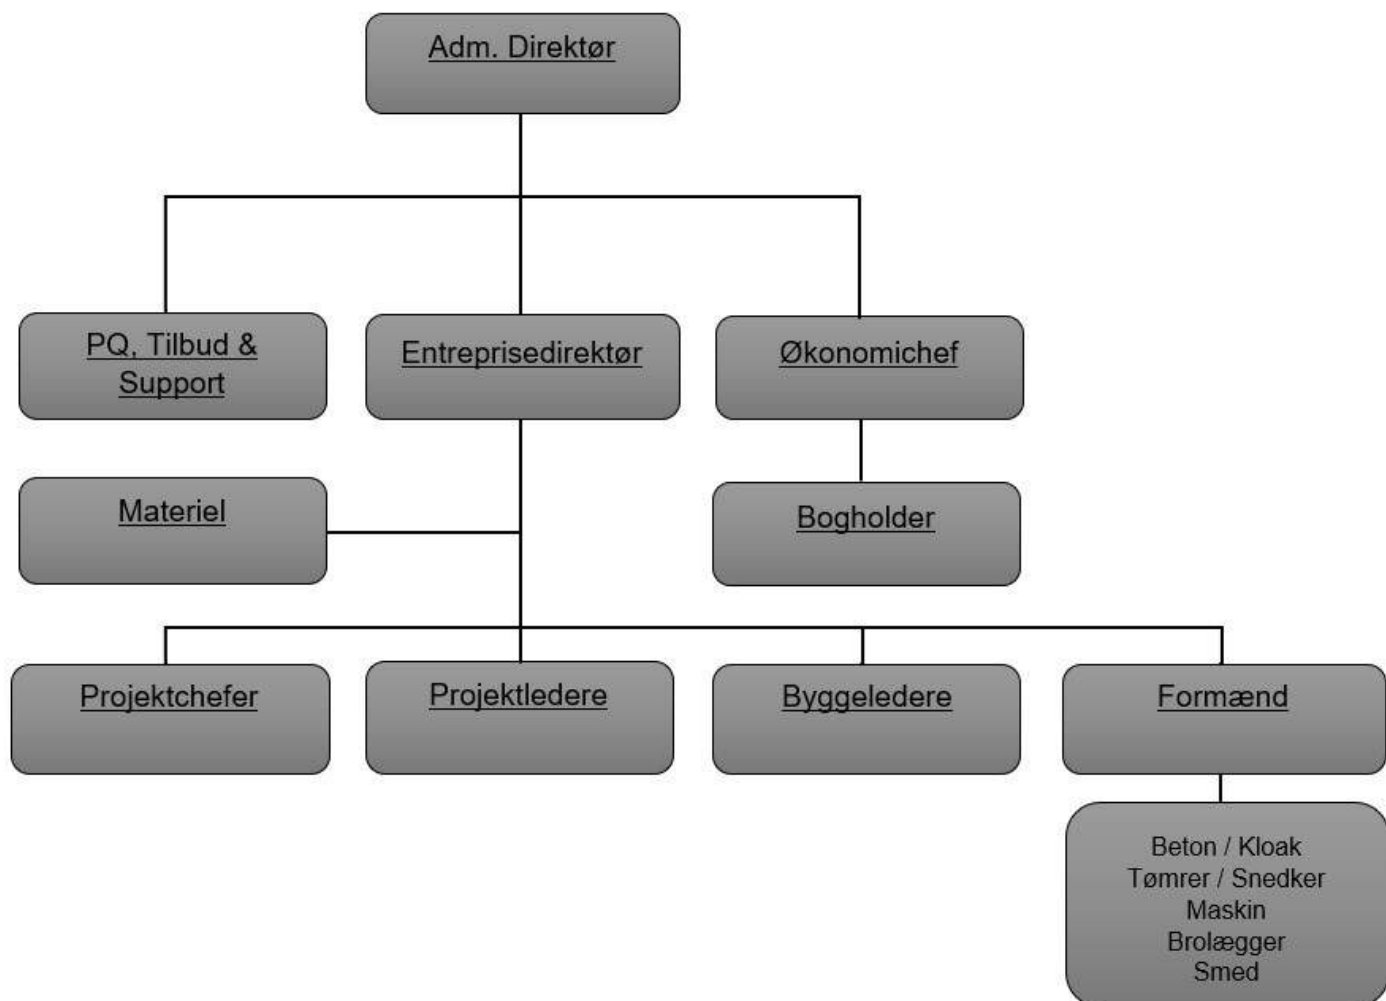 Adm. Direktør
PQ, Tilbud &
Support
Entreprisedirektør
Økonomichef
Materiel
Bogholder
Projektchefer
Projektledere
Byggeledere
Formænd
Beton / Kloak
Tømrer / Snedker
Maskin
Brolægger
Smed